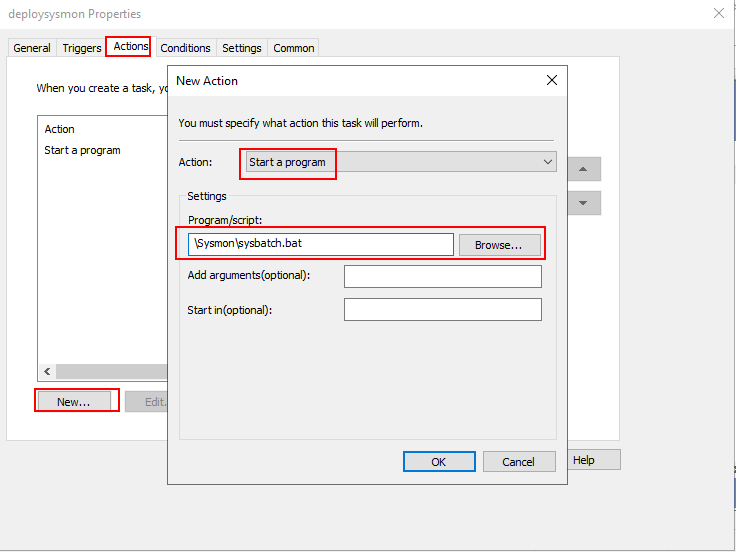 deploysysmon Properties
General Triggers Actions Conditions Settings Common
When you create a task, yo
Action
Start a program
New...
Edit.
Help
New Action
You must specify what action this task will perform.
Action: Start a program
Settings
Program/script:
\Sysmon\sysbatch.bat Browse...
Add arguments(optional):
Start in(optional):
OK Cancel